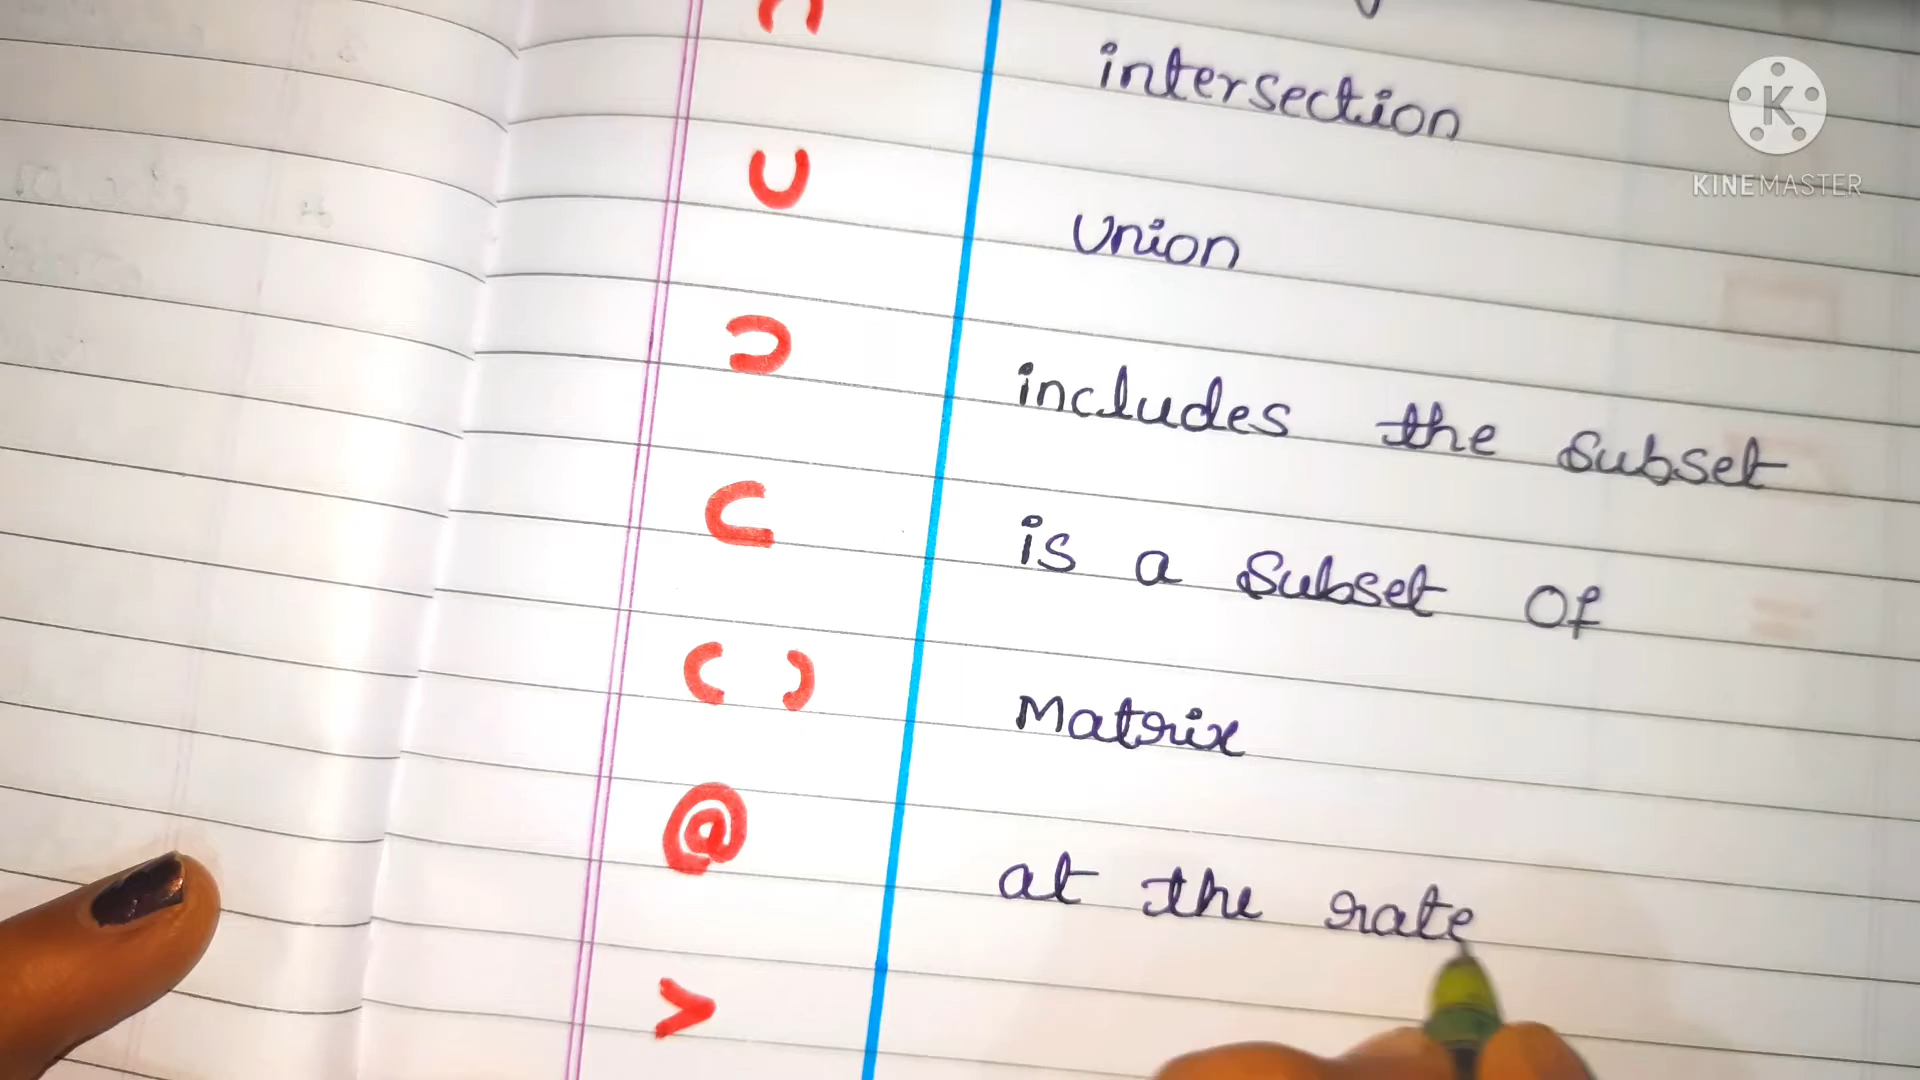 ∩ intersection
∪ Union
⊃ includes the subset
⊂ is a subset Of
( ) Matrix
@ at the rate
>
K
KINEMASTER